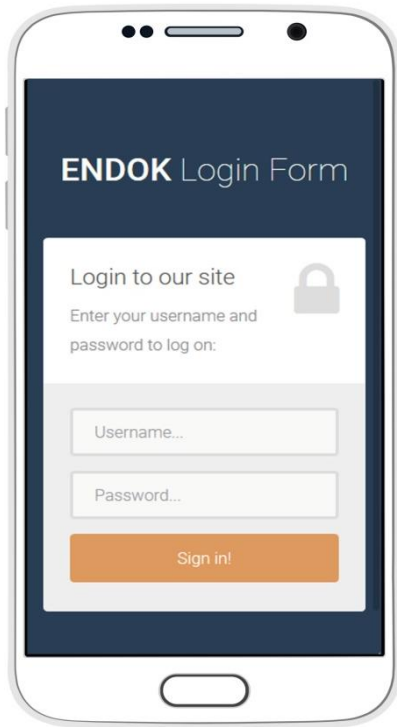 ENDOK Login Form
Login to our site
Enter your username and
password to log on:
Username...
Password...
Sign in!